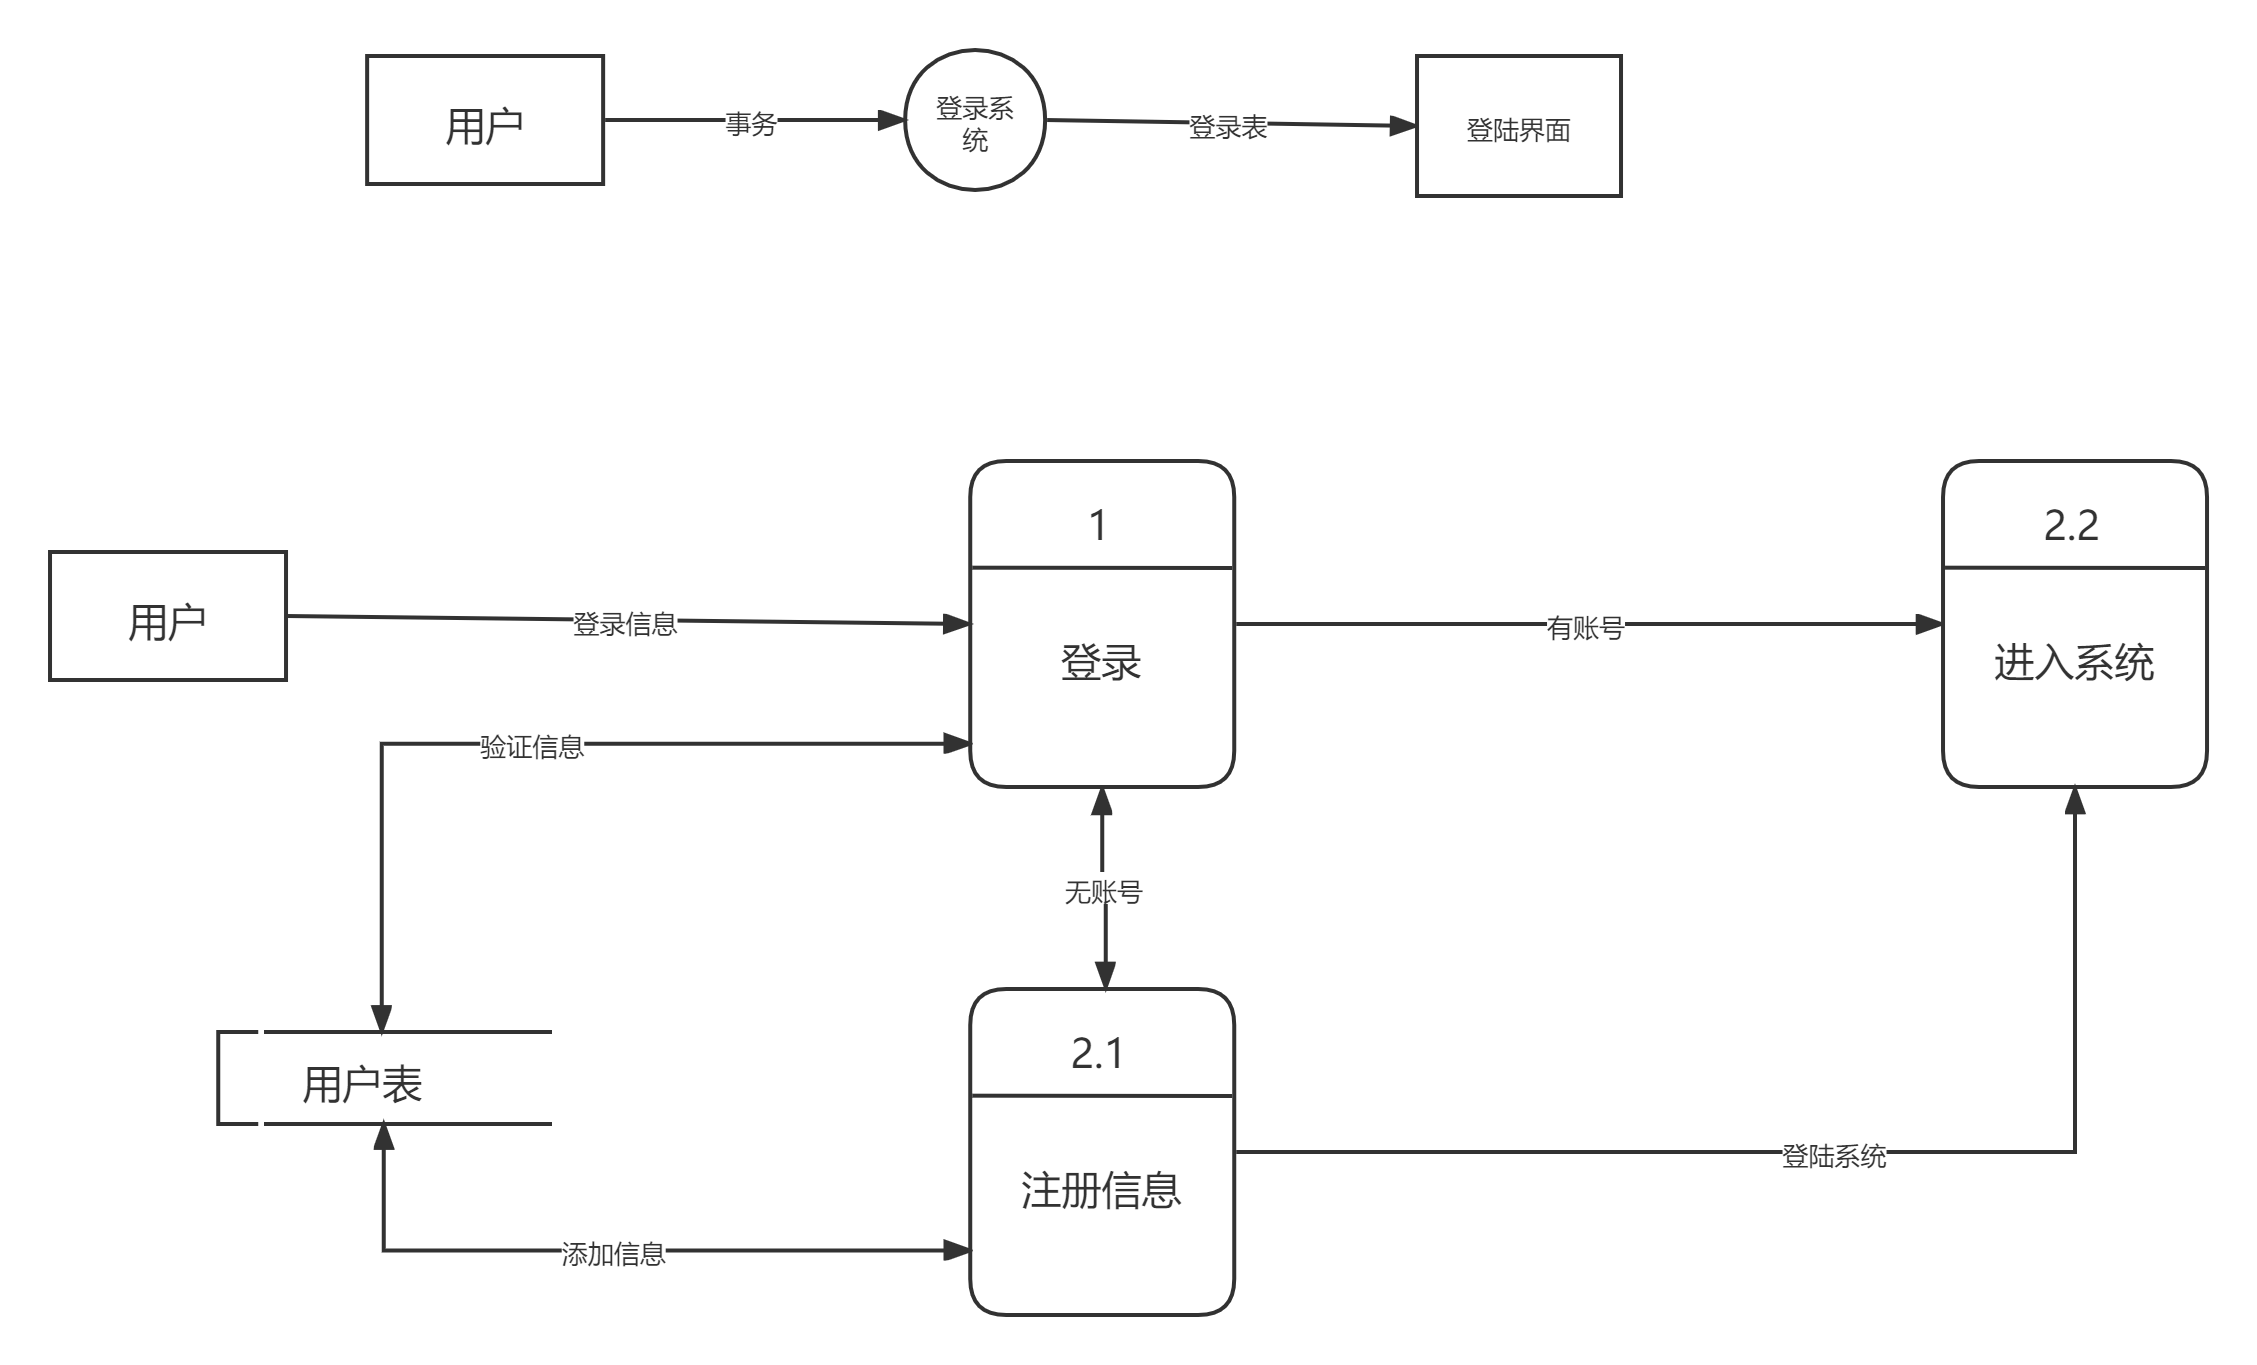 用户
事务
登录系
统
登录表
登陆界面
1
2.2
用户
登录信息
登录
有账号
进入系统
验证信息
无账号
2.1
用户表
注册信息
登陆系统
添加信息